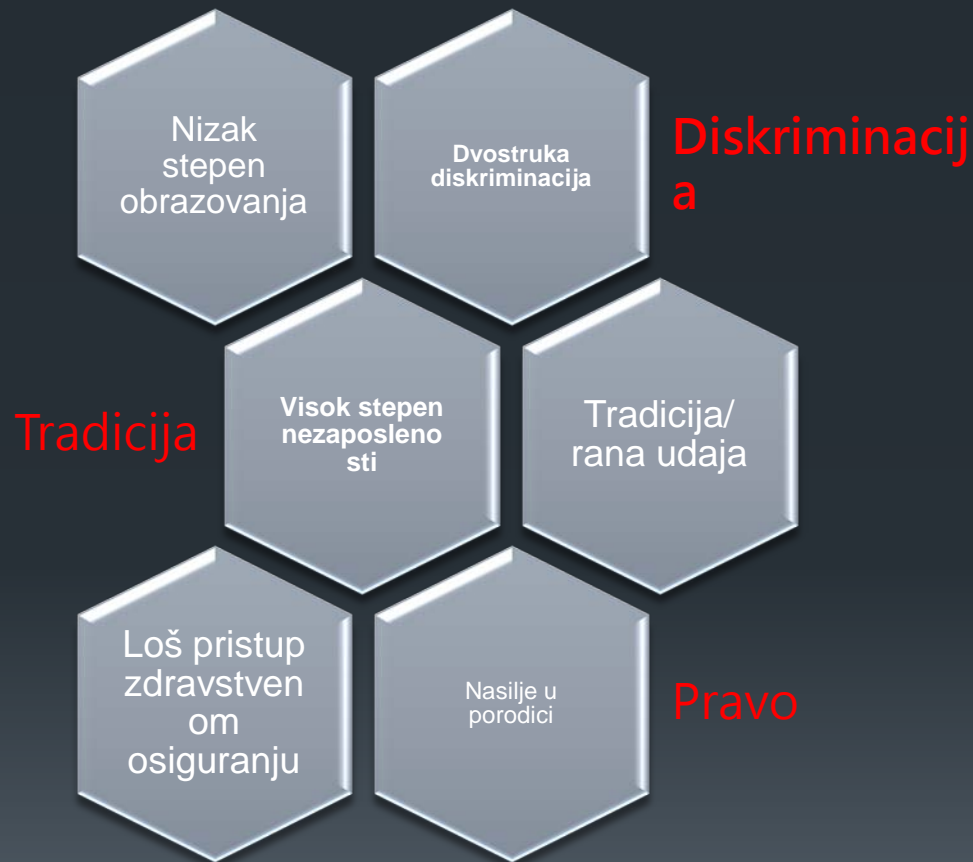 Nizak
stepen
obrazovanja
Dvostruka
diskriminacija
Diskriminacij
a
Tradicija
Visok stepen
nezaposleno
sti
Tradicija/
rana udaja
Loš pristup
zdravstven
om
osiguranju
Nasilje u
porodici
Pravo